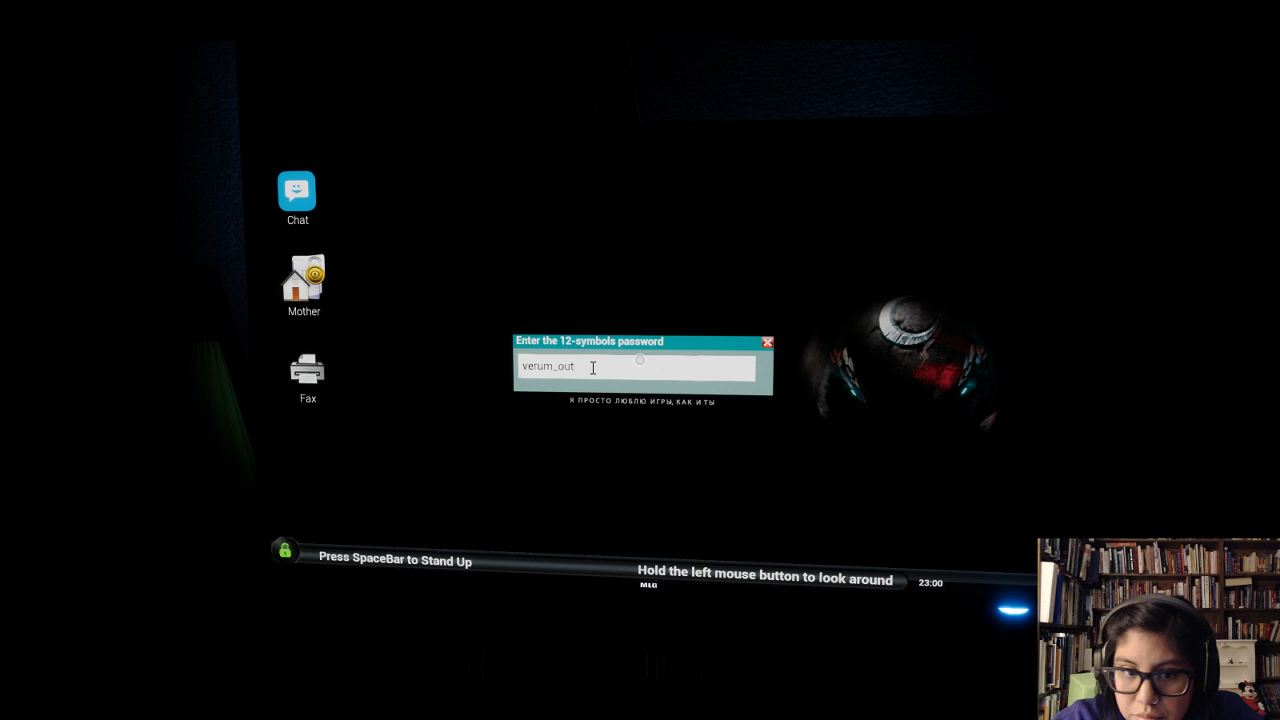 Chat
Mother
Fax
Enter the 12-symbols password
verum_out
Я ПРОСТО ЛЮБЛЮ ИГРЫ, КАК И ТЫ
Press SpaceBar to Stand Up
Hold the left mouse button to look around
23:00
MLG